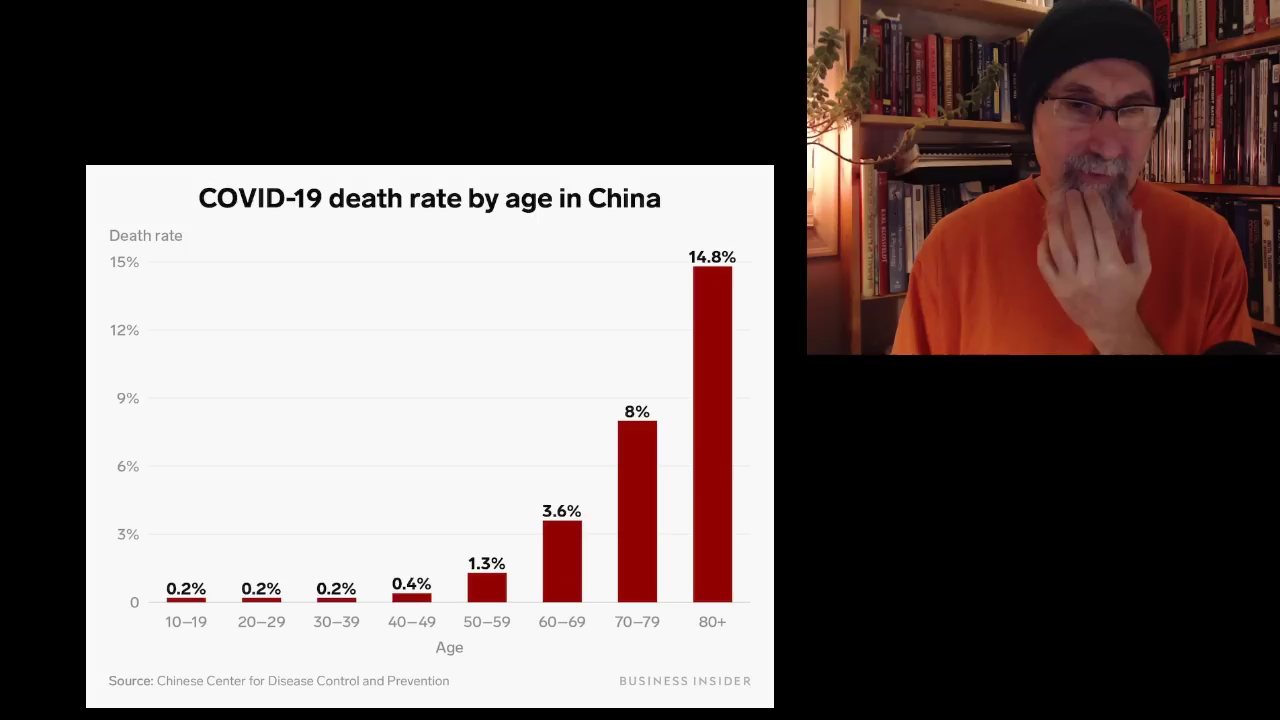 COVID-19 death rate by age in China
Death rate
15%
12%
9%
6%
3%
0
0.2%
0.2%
0.2%
0.4%
1.3%
3.6%
8%
14.8%
10–19 20–29 30–39 40–49 50–59 60–69 70–79 80+
Age
Source: Chinese Center for Disease Control and Prevention
BUSINESS INSIDER